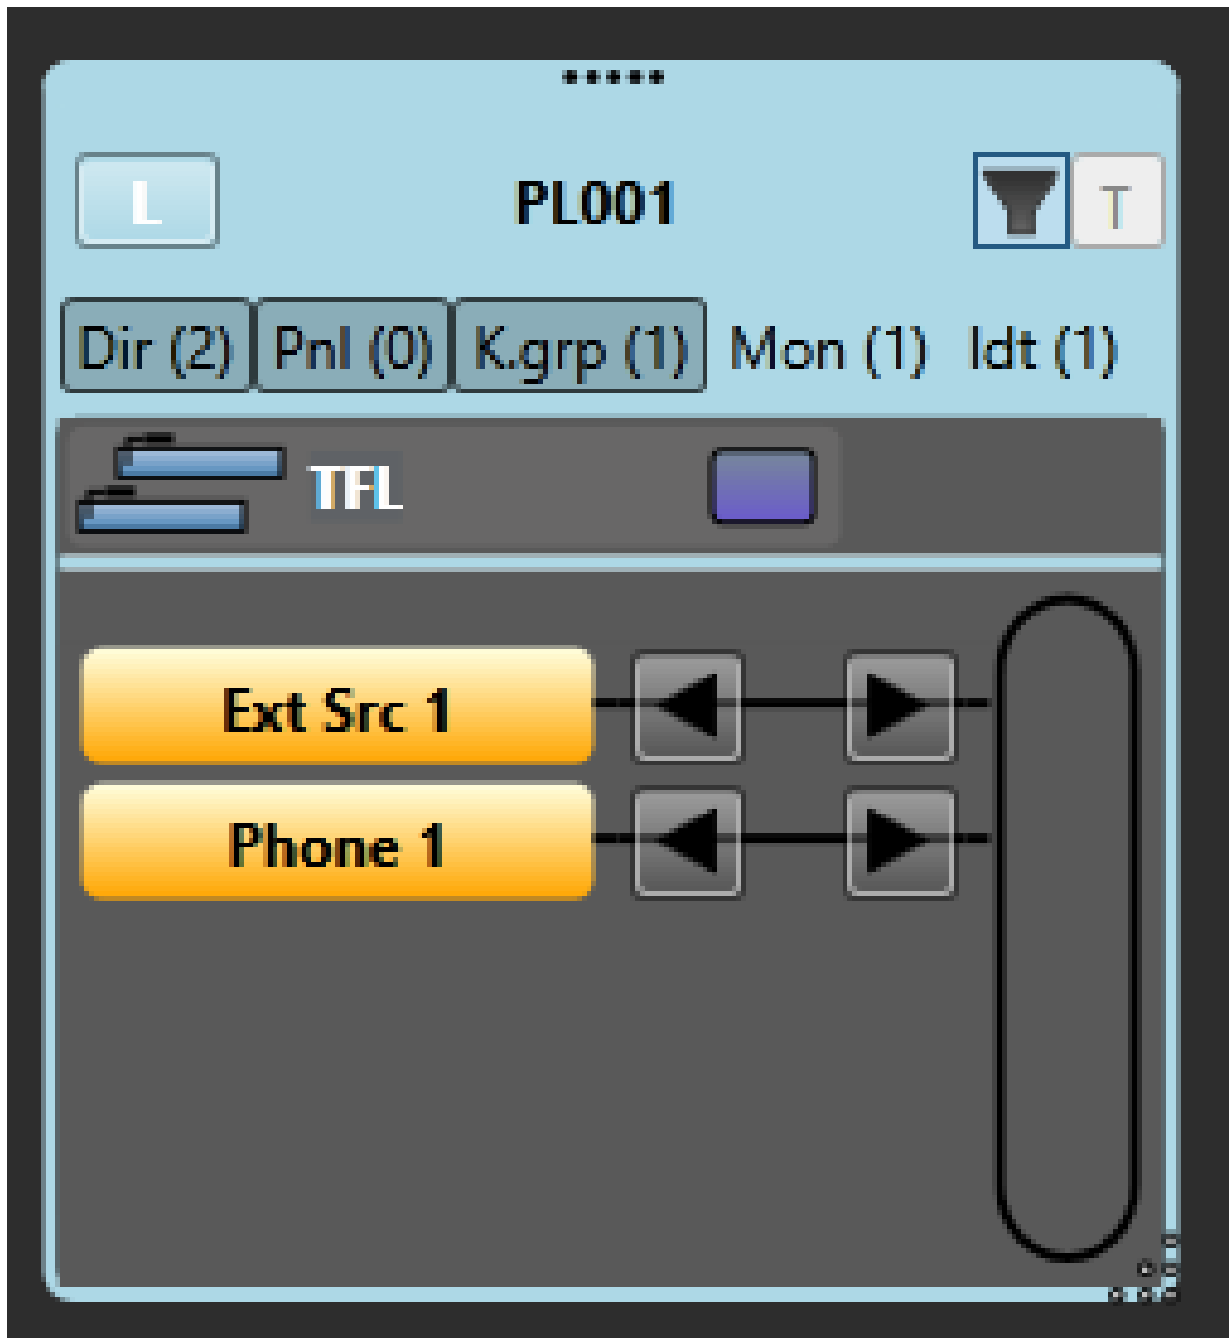 L PL001 T
Dir (2) Pnl (0) K.grp (1) Mon (1) Idt (1)
TFL
Ext Src 1
Phone 1